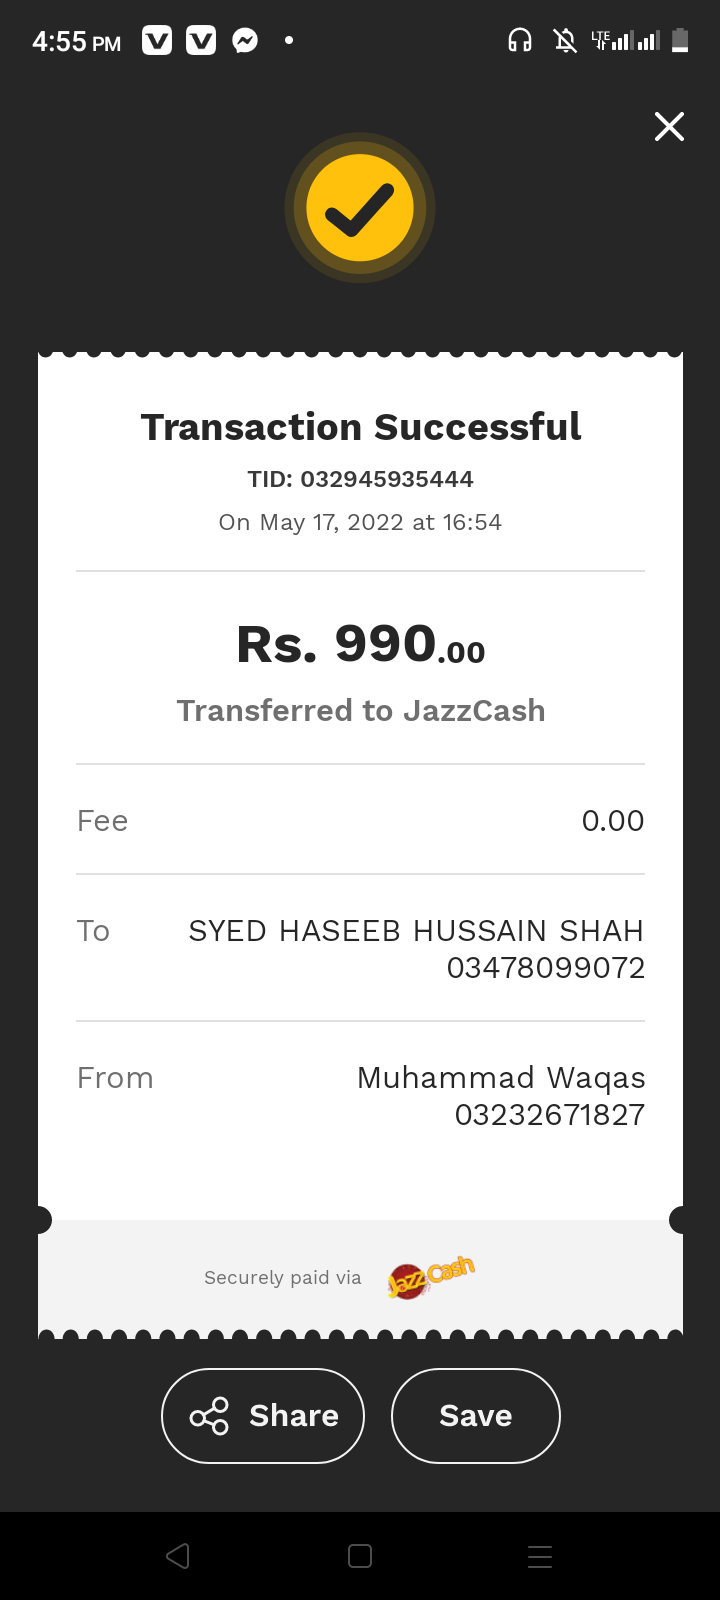 4:55 PM
LTE
Transaction Successful
TID: 032945935444
On May 17, 2022 at 16:54
Rs. 990.00
Transferred to JazzCash
Fee 0.00
To SYED HASEEB HUSSAIN SHAH
03478099072
From Muhammad Waqas
03232671827
Securely paid via JazzCash
Share Save